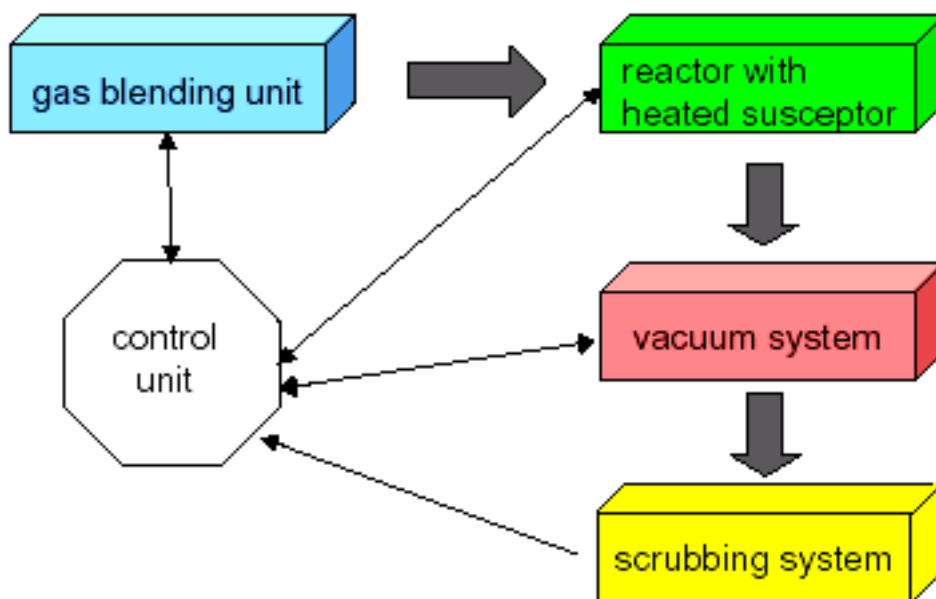 gas blending unit
reactor with
heated susceptor
control
unit
vacuum system
scrubbing system